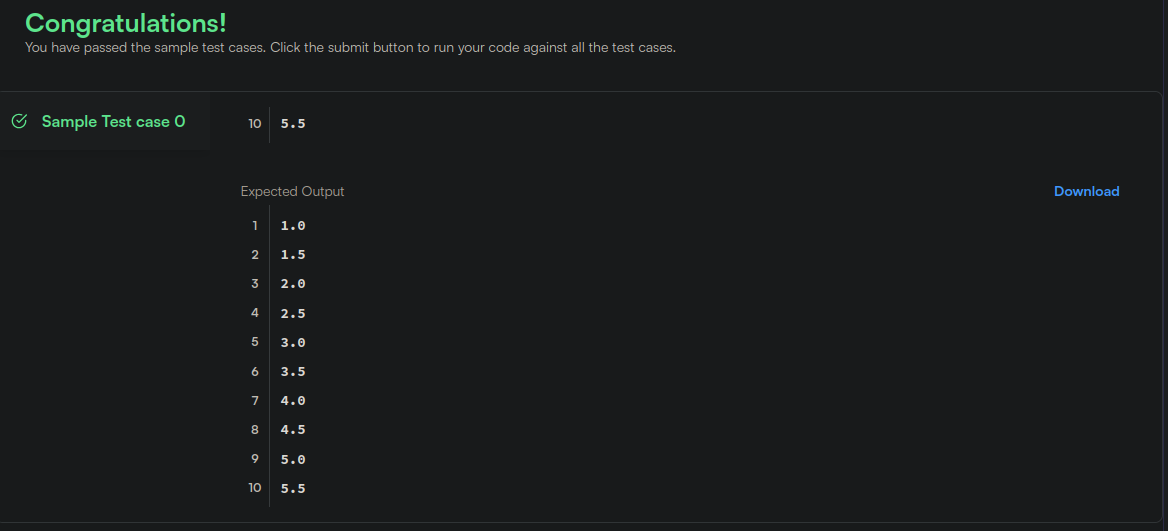 Congratulations!
You have passed the sample test cases. Click the submit button to run your code against all the test cases.
Sample Test case 0
10 5.5
Expected Output
Download
1 1.0
2 1.5
3 2.0
4 2.5
5 3.0
6 3.5
7 4.0
8 4.5
9 5.0
10 5.5